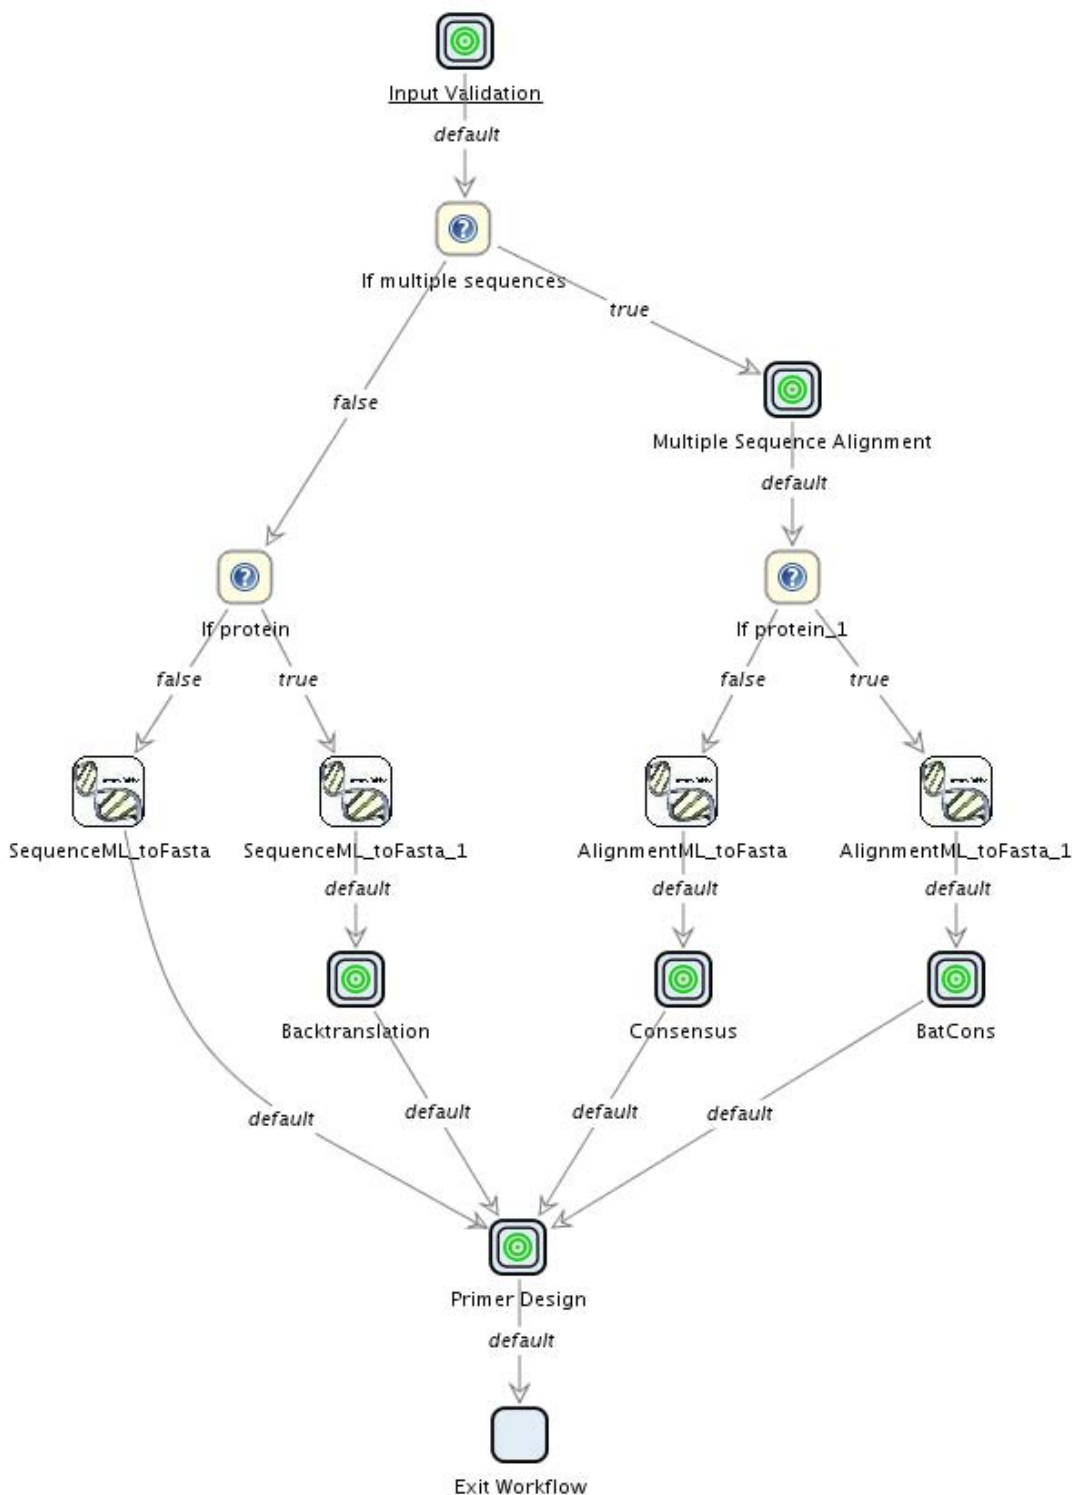 Input Validation
default
If multiple sequences
true
false
Multiple Sequence Alignment
default
If protein
If protein_1
false
true
false
true
SequenceML_toFasta
SequenceML_toFasta_1
AlignmentML_toFasta
AlignmentML_toFasta_1
default
default
default
Backtranslation
Consensus
BatCons
default
default
default
default
Primer Design
default
Exit Workflow